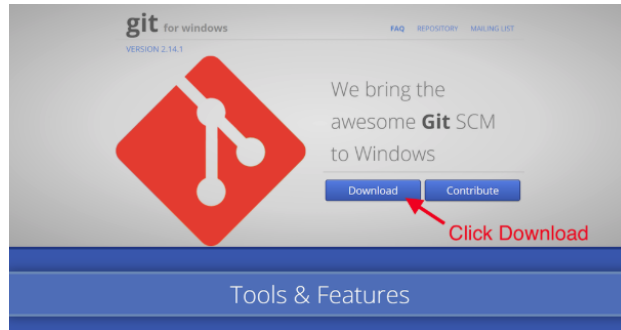 git for windows
FAQ REPOSITORY MAILING LIST
VERSION 2.14.1
We bring the
awesome Git SCM
to Windows
Download Contribute
Click Download
Tools & Features